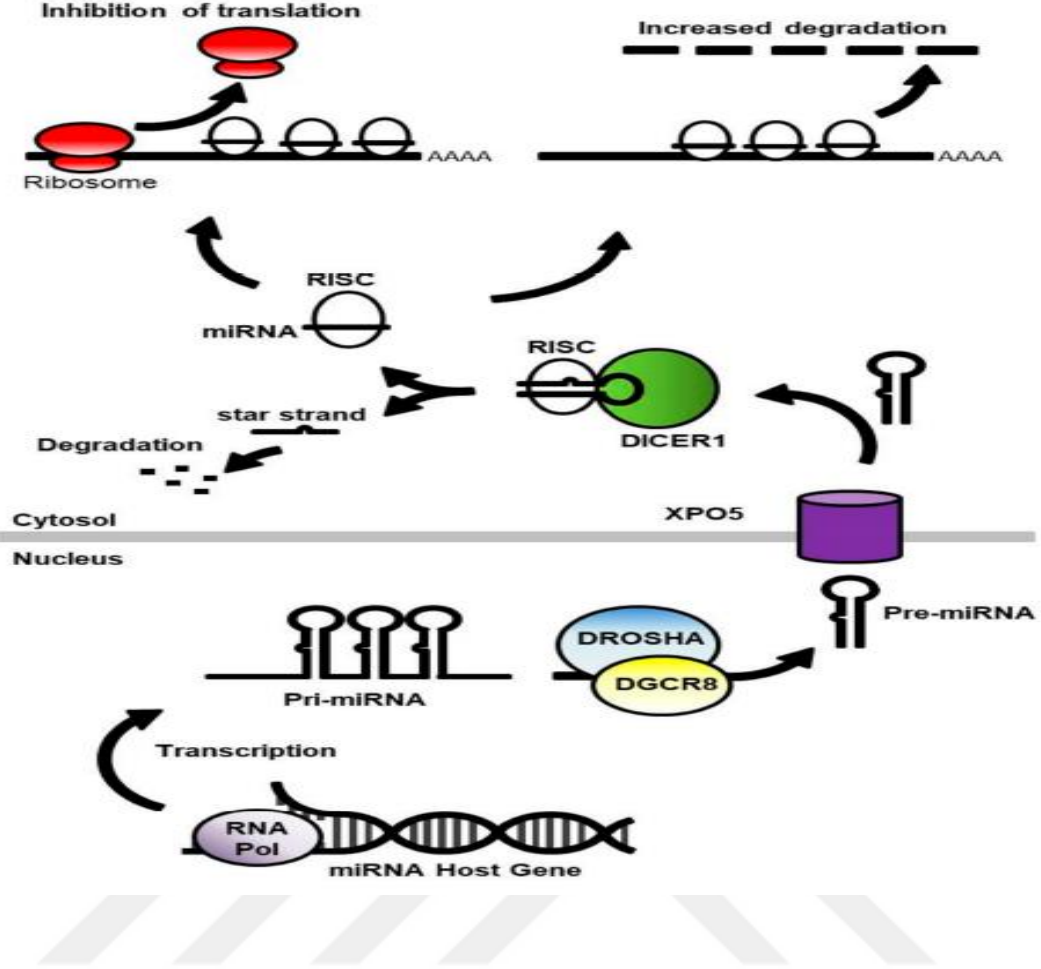 Inhibition of translation
Increased degradation
AAAA
AAAA
Ribosome
RISC
miRNA
RISC
star strand
DICER1
Degradation
XPO5
Cytosol
Nucleus
Pre-miRNA
DROSHA
DGCR8
Pri-miRNA
Transcription
RNA
Pol
miRNA Host Gene